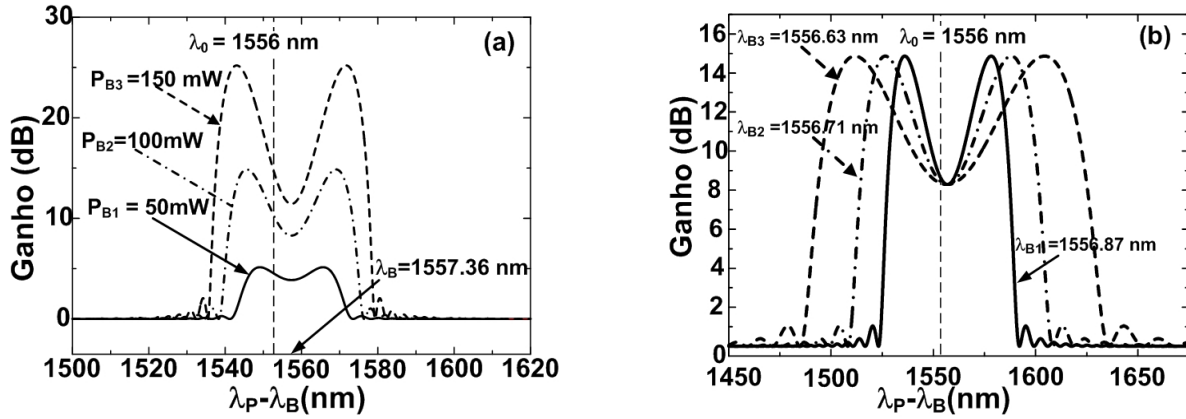 (a)
λ₀ = 1556 nm
P_B3=150 mW
P_B2=100mW
P_B1 = 50mW
λ_B=1557.36 nm
Ganho (dB)
30
20
10
0
1500 1520 1540 1560 1580 1600 1620
λ_P-λ_B(nm)
(b)
λ_B3 =1556.63 nm
λ₀ = 1556 nm
λ_B2 =1556.71 nm
λ_B1 =1556.87 nm
Ganho (dB)
16
14
12
10
8
6
4
2
0
1450 1500 1550 1600 1650
λ_P-λ_B(nm)